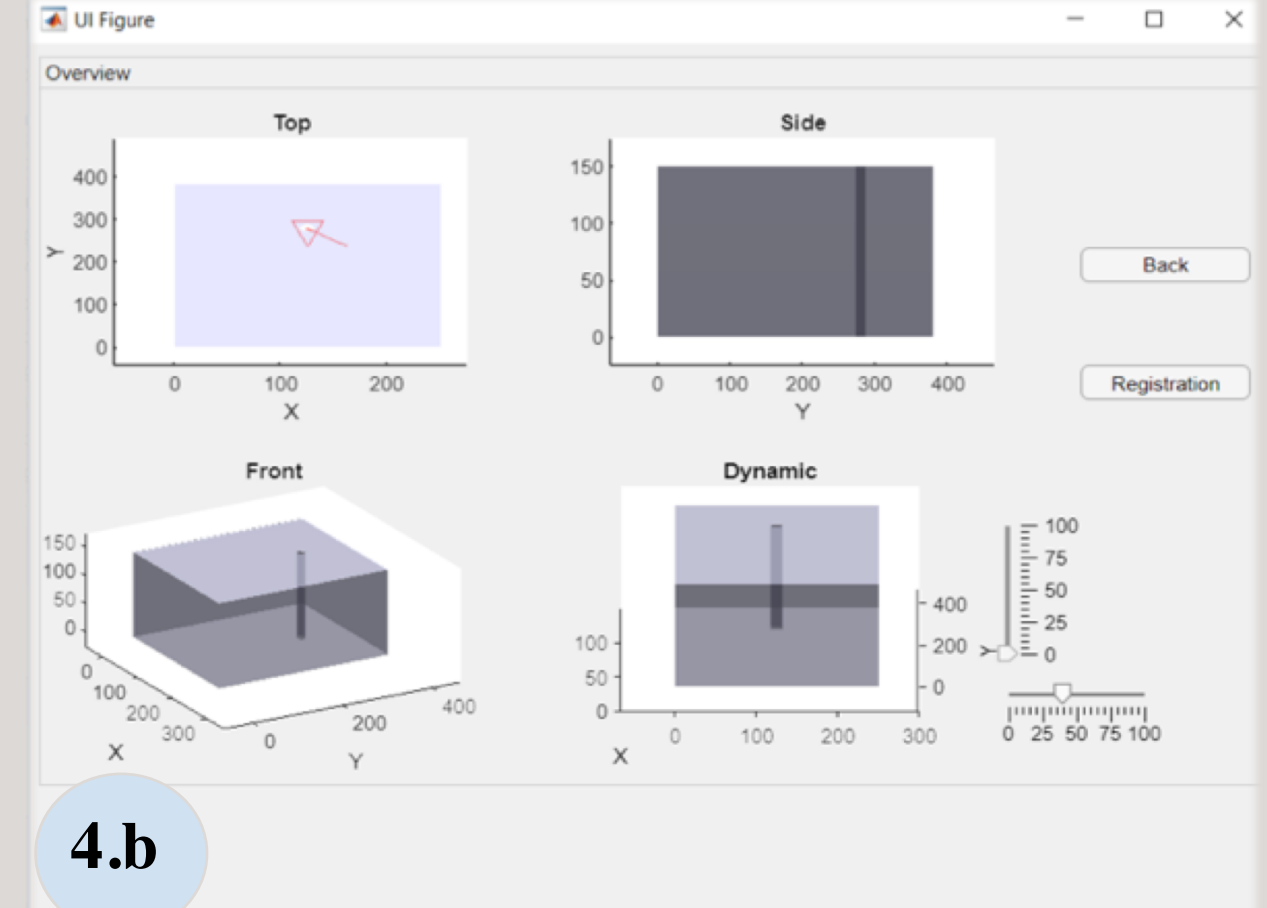 UI Figure
Overview
Top
400
300
200
100
0
Y
0 100 200
X
Side
150
100
50
0
0 100 200 300 400
Y
Back
Registration
Front
150
100
50
0
0
100
200
300
X
0
200
400
Y
Dynamic
100
50
0
400
200
0
Y
0 100 200 300
X
100
75
50
25
0
0 25 50 75 100
4.b